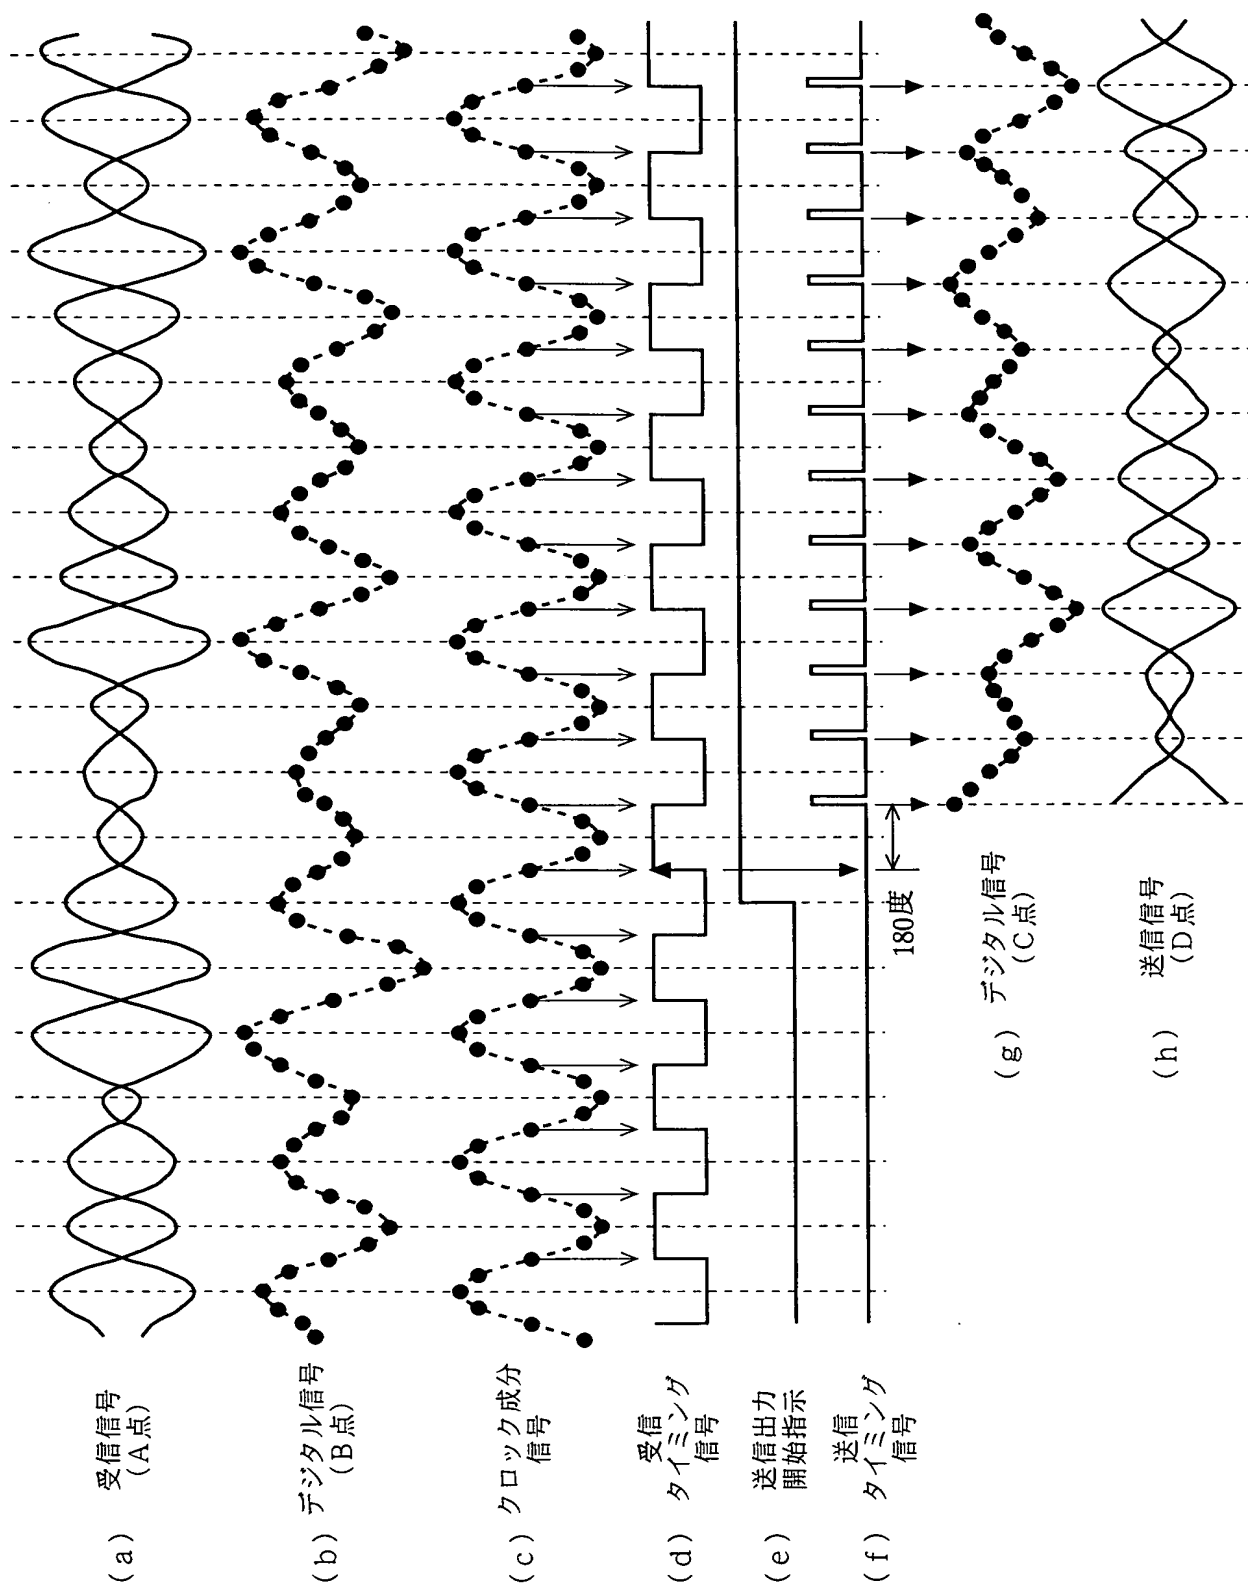 (a) 受信信号
(A点)
(b) デジタル信号
(B点)
(c) クロック成分
信号
(d) 受信
タイミング
信号
(e) 送信出力
開始指示
(f) 送信
タイミング
信号
180度
(g) デジタル信号
(C点)
(h) 送信信号
(D点)